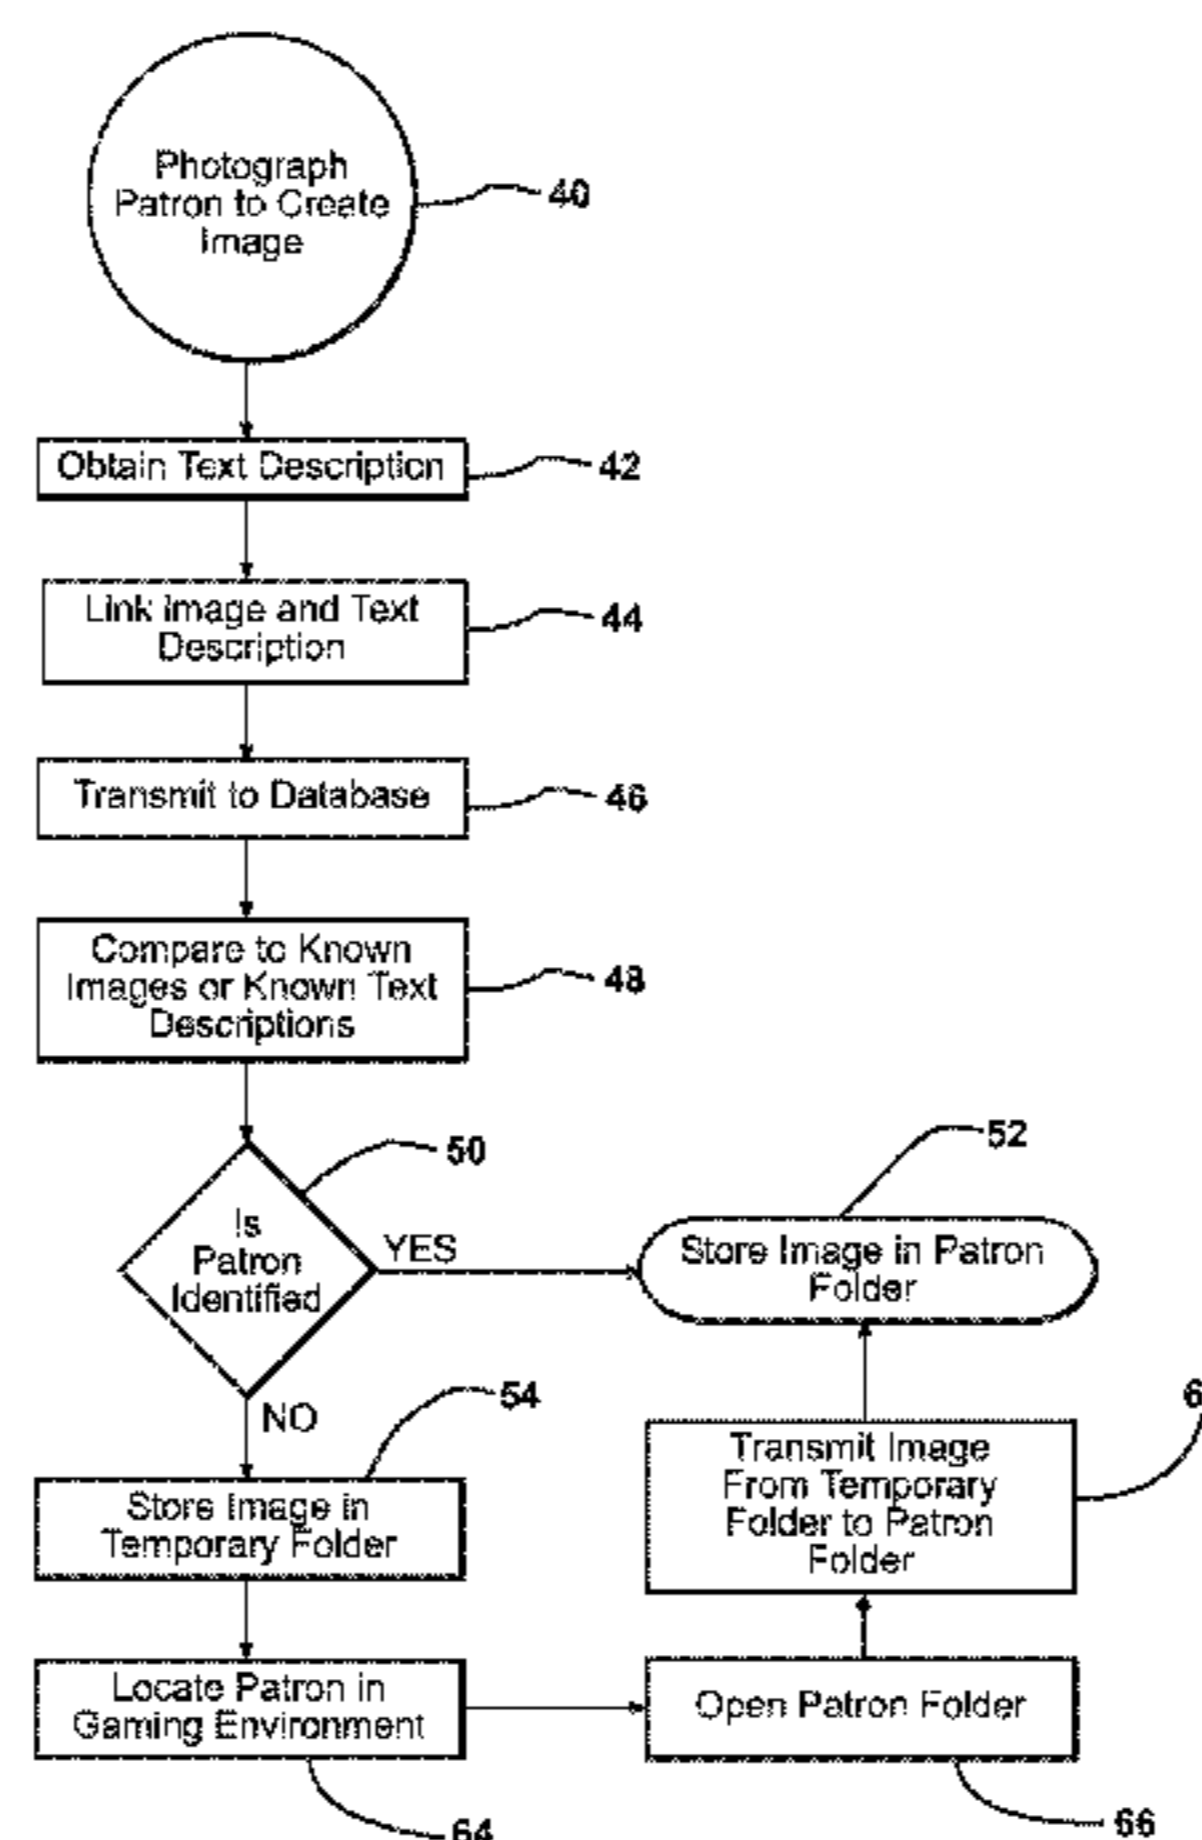 Photograph
Patron to Create
Image
40
Obtain Text Description
42
Link Image and Text
Description
44
Transmit to Database
46
Compare to Known
Images or Known Text
Descriptions
48
Is
Patron
Identified
50
YES
52
Store Image in Patron
Folder
NO
54
Store Image in
Temporary Folder
6
Transmit Image
From Temporary
Folder to Patron
Folder
Locate Patron in
Gaming Environment
64
Open Patron Folder
66